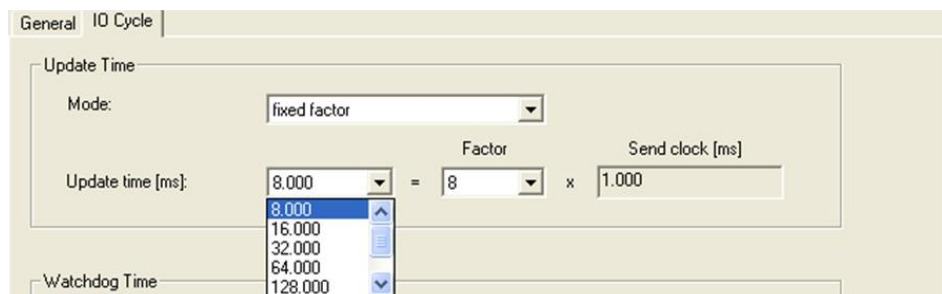 General IO Cycle
Update Time
Mode: fixed factor
Factor Send clock [ms]
Update time [ms]: 8.000 = 8 x 1.000
8.000
16.000
32.000
64.000
Watchdog Time 128.000